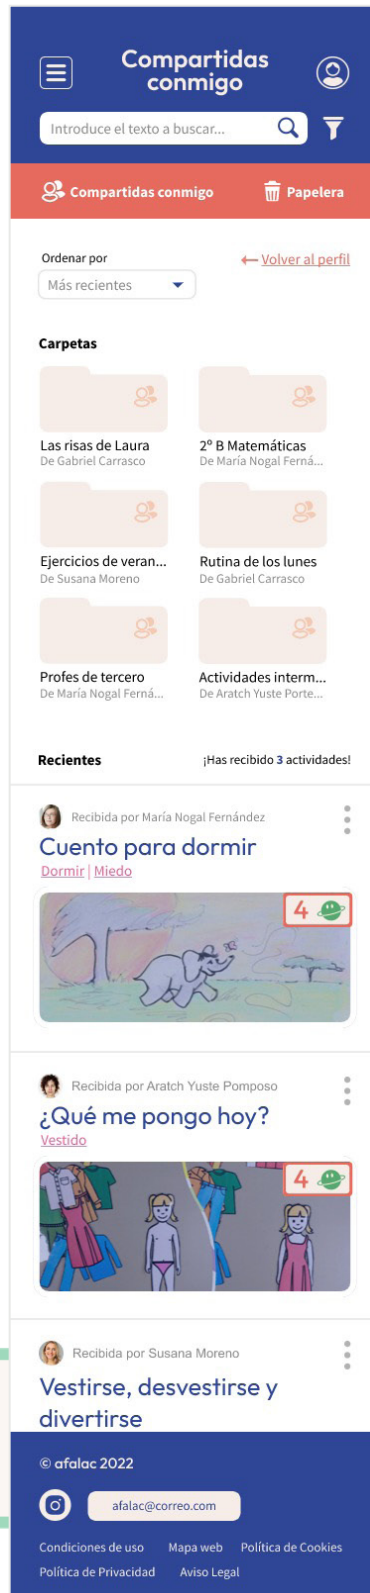 Compartidas
conmigo
Introduce el texto a buscar...
Compartidas conmigo
Papelera
Ordenar por
← Volver al perfil
Más recientes
Carpetas
Las risas de Laura
De Gabriel Carrasco
2º B Matemáticas
De María Nogal Ferná...
Ejercicios de veran...
De Susana Moreno
Rutina de los lunes
De Gabriel Carrasco
Profes de tercero
De María Nogal Ferná...
Actividades interm...
De Aratch Yuste Porte...
Recientes
¡Has recibido 3 actividades!
Recibida por María Nogal Fernández
Cuento para dormir
Dormir | Miedo
4
Recibida por Aratch Yuste Pomposo
¿Qué me pongo hoy?
Vestido
4
Recibida por Susana Moreno
Vestirse, desvestirse y
divertirse
© afalac 2022
afalac@correo.com
Condiciones de uso Mapa web Política de Cookies
Política de Privacidad Aviso Legal